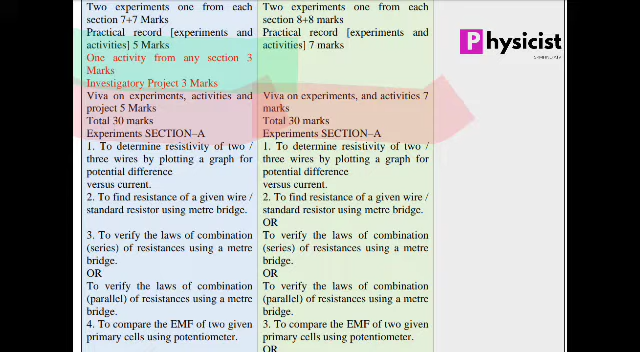 Two experiments one from each
section 7+7 Marks
Practical record [experiments and
activities] 5 Marks
One activity from any section 3
Marks
Investigatory Project 3 Marks
Viva on experiments, activities and
project 5 Marks
Total 30 marks
Experiments SECTION–A
1. To determine resistivity of two /
three wires by plotting a graph for
potential difference
versus current.
2. To find resistance of a given wire /
standard resistor using metre bridge.
3. To verify the laws of combination
(series) of resistances using a metre
bridge.
OR
To verify the laws of combination
(parallel) of resistances using a metre
bridge.
4. To compare the EMF of two given
primary cells using potentiometer.
Two experiments one from each
section 8+8 Marks
Practical record [experiments and
activities] 7 marks
Viva on experiments, and activities 7
marks
Total 30 marks
Experiments SECTION–A
1. To determine resistivity of two /
three wires by plotting a graph for
potential difference
versus current.
2. To find resistance of a given wire /
standard resistor using metre bridge.
OR
To verify the laws of combination
(series) of resistances using a metre
bridge.
OR
To verify the laws of combination
(parallel) of resistances using a metre
bridge.
3. To compare the EMF of two given
primary cells using potentiometer.
OR
Physicist